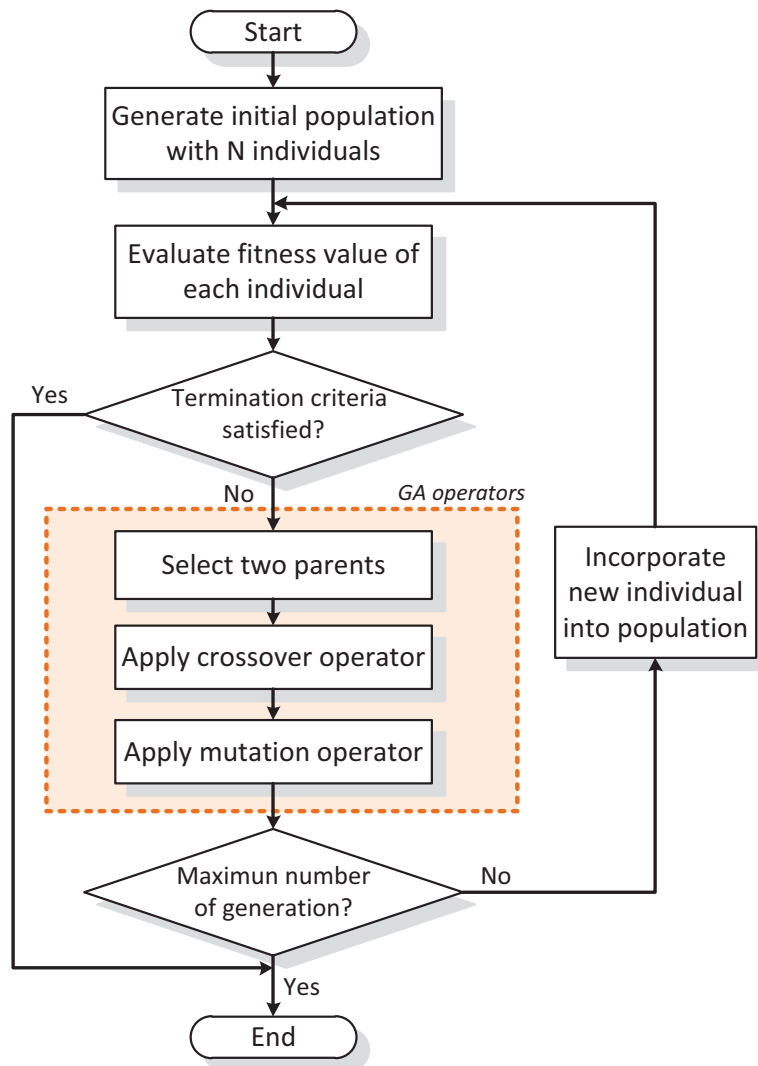 Start
Generate initial population
with N individuals
Evaluate fitness value of
each individual
Yes
Termination criteria
satisfied?
No
GA operators
Select two parents
Apply crossover operator
Apply mutation operator
Incorporate
new individual
into population
Maximun number
of generation?
No
Yes
End